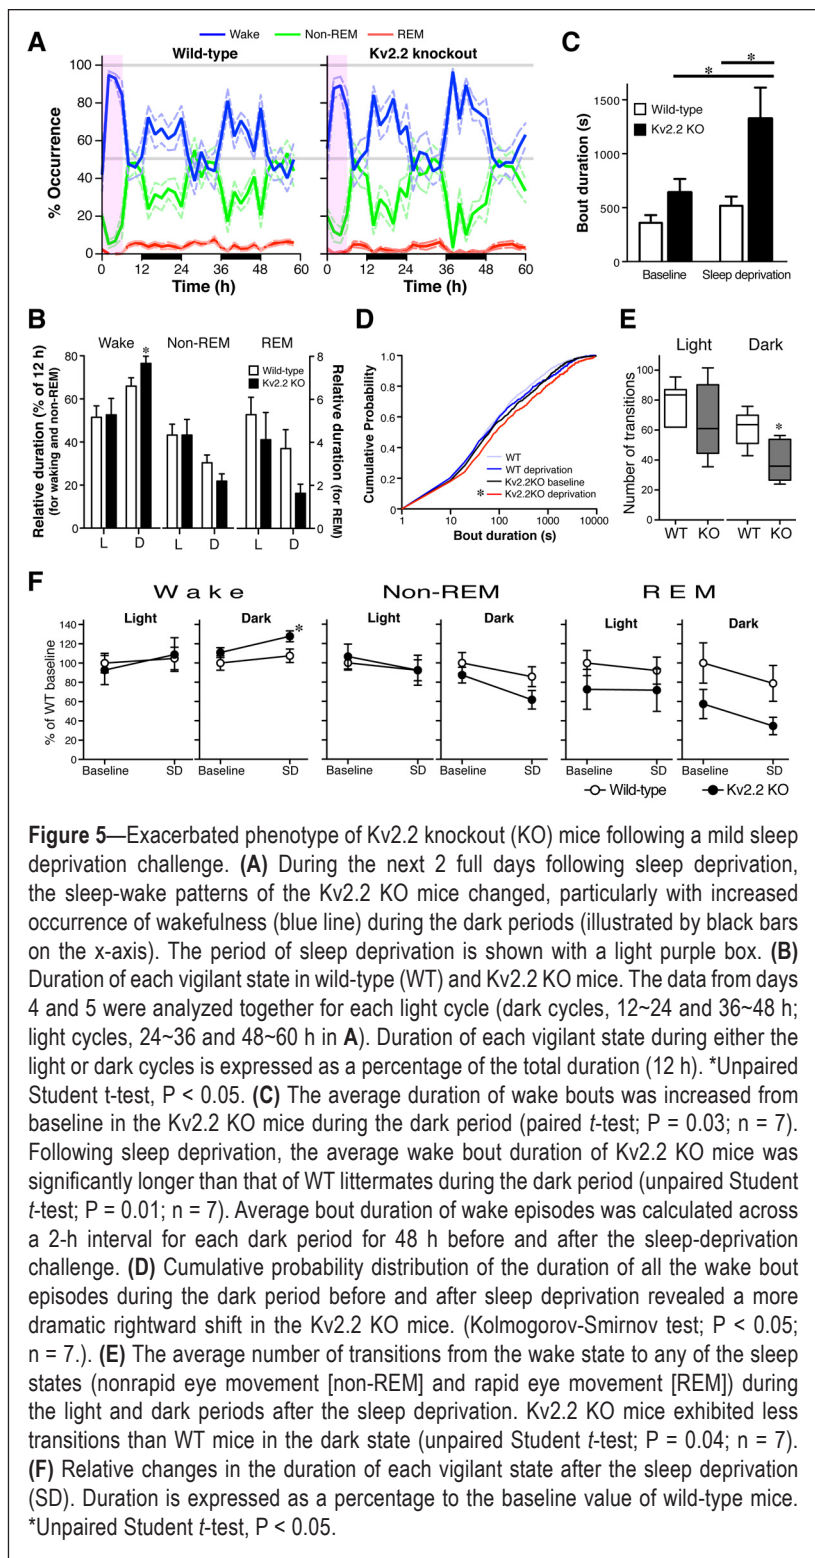 A
Wake
Non-REM
REM
Wild-type
Kv2.2 knockout
% Occurrence
100
80
60
40
20
0
0 12 24 36 48 60
0 12 24 36 48 60
Time (h)
Time (h)
C
* *
Wild-type
Kv2.2 KO
Bout duration (s)
1500
1000
500
0
Baseline
Sleep deprivation
B
Wake
Non-REM
REM
Wild-type
Kv2.2 KO
*
Relative duration (% of 12 h)
(for waking and non-REM)
80
60
40
20
0
L D L D L D
8
6
4
2
0
Relative duration
(for REM)
D
Cumulative Probability
1.0
0.8
0.6
0.4
0.2
0
WT
WT deprivation
Kv2.2KO baseline
* Kv2.2KO deprivation
1 10 100 1000 10000
Bout duration (s)
E
Light
Dark
Number of transitions
100
80
60
40
20
0
*
WT KO WT KO
F
Wake
Non-REM
REM
Light
Dark
Light
Dark
Light
Dark
% of WT baseline
140
120
100
80
60
40
20
0
*
Baseline SD Baseline SD Baseline SD Baseline SD Baseline SD Baseline SD
Wild-type
Kv2.2 KO
Figure 5—Exacerbated phenotype of Kv2.2 knockout (KO) mice following a mild sleep
deprivation challenge. (A) During the next 2 full days following sleep deprivation,
the sleep-wake patterns of the Kv2.2 KO mice changed, particularly with increased
occurrence of wakefulness (blue line) during the dark periods (illustrated by black bars
on the x-axis). The period of sleep deprivation is shown with a light purple box. (B)
Duration of each vigilant state in wild-type (WT) and Kv2.2 KO mice. The data from days
4 and 5 were analyzed together for each light cycle (dark cycles, 12~24 and 36~48 h;
light cycles, 24~36 and 48~60 h in A). Duration of each vigilant state during either the
light or dark cycles is expressed as a percentage of the total duration (12 h). *Unpaired
Student t-test, P < 0.05. (C) The average duration of wake bouts was increased from
baseline in the Kv2.2 KO mice during the dark period (paired t-test; P = 0.03; n = 7).
Following sleep deprivation, the average wake bout duration of Kv2.2 KO mice was
significantly longer than that of WT littermates during the dark period (unpaired Student
t-test; P = 0.01; n = 7). Average bout duration of wake episodes was calculated across
a 2-h interval for each dark period for 48 h before and after the sleep-deprivation
challenge. (D) Cumulative probability distribution of the duration of all the wake bout
episodes during the dark period before and after sleep deprivation revealed a more
dramatic rightward shift in the Kv2.2 KO mice. (Kolmogorov-Smirnov test; P < 0.05;
n = 7.). (E) The average number of transitions from the wake state to any of the sleep
states (nonrapid eye movement [non-REM] and rapid eye movement [REM]) during
the light and dark periods after the sleep deprivation. Kv2.2 KO mice exhibited less
transitions than WT mice in the dark state (unpaired Student t-test; P = 0.04; n = 7).
(F) Relative changes in the duration of each vigilant state after the sleep deprivation
(SD). Duration is expressed as a percentage to the baseline value of wild-type mice.
*Unpaired Student t-test, P < 0.05.